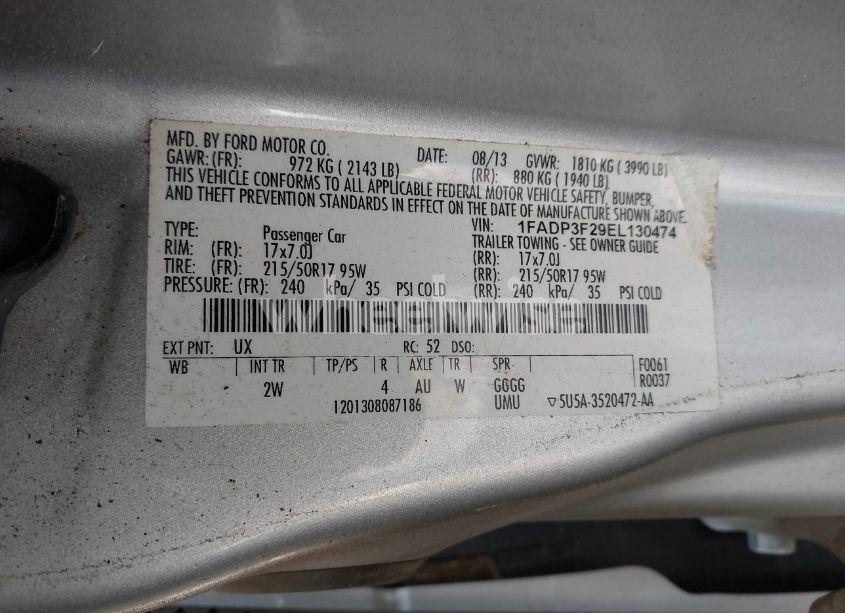 MFD. BY FORD MOTOR CO. DATE: 08/13 GVWR: 1810 KG ( 3990 LB)
GAWR: (FR): 972 KG ( 2143 LB) (RR): 880 KG ( 1940 LB)
THIS VEHICLE CONFORMS TO ALL APPLICABLE FEDERAL MOTOR VEHICLE SAFETY, BUMPER,
AND THEFT PREVENTION STANDARDS IN EFFECT ON THE DATE OF MANUFACTURE SHOWN ABOVE.
VIN: 1FADP3F29EL130474
TYPE: Passenger Car TRAILER TOWING - SEE OWNER GUIDE
RIM: (FR): 17x7.0J (RR): 17x7.0J
TIRE: (FR): 215/50R17 95W (RR): 215/50R17 95W
PRESSURE: (FR): 240 kPa/ 35 PSI COLD (RR): 240 kPa/ 35 PSI COLD
EXT PNT: UX RC: 52 DSO:
WB INT TR TP/PS R AXLE TR SPR F0061
2W 4 AU W GGGG R0037
1201308087186 UMU ▽5U5A-3520472-AA